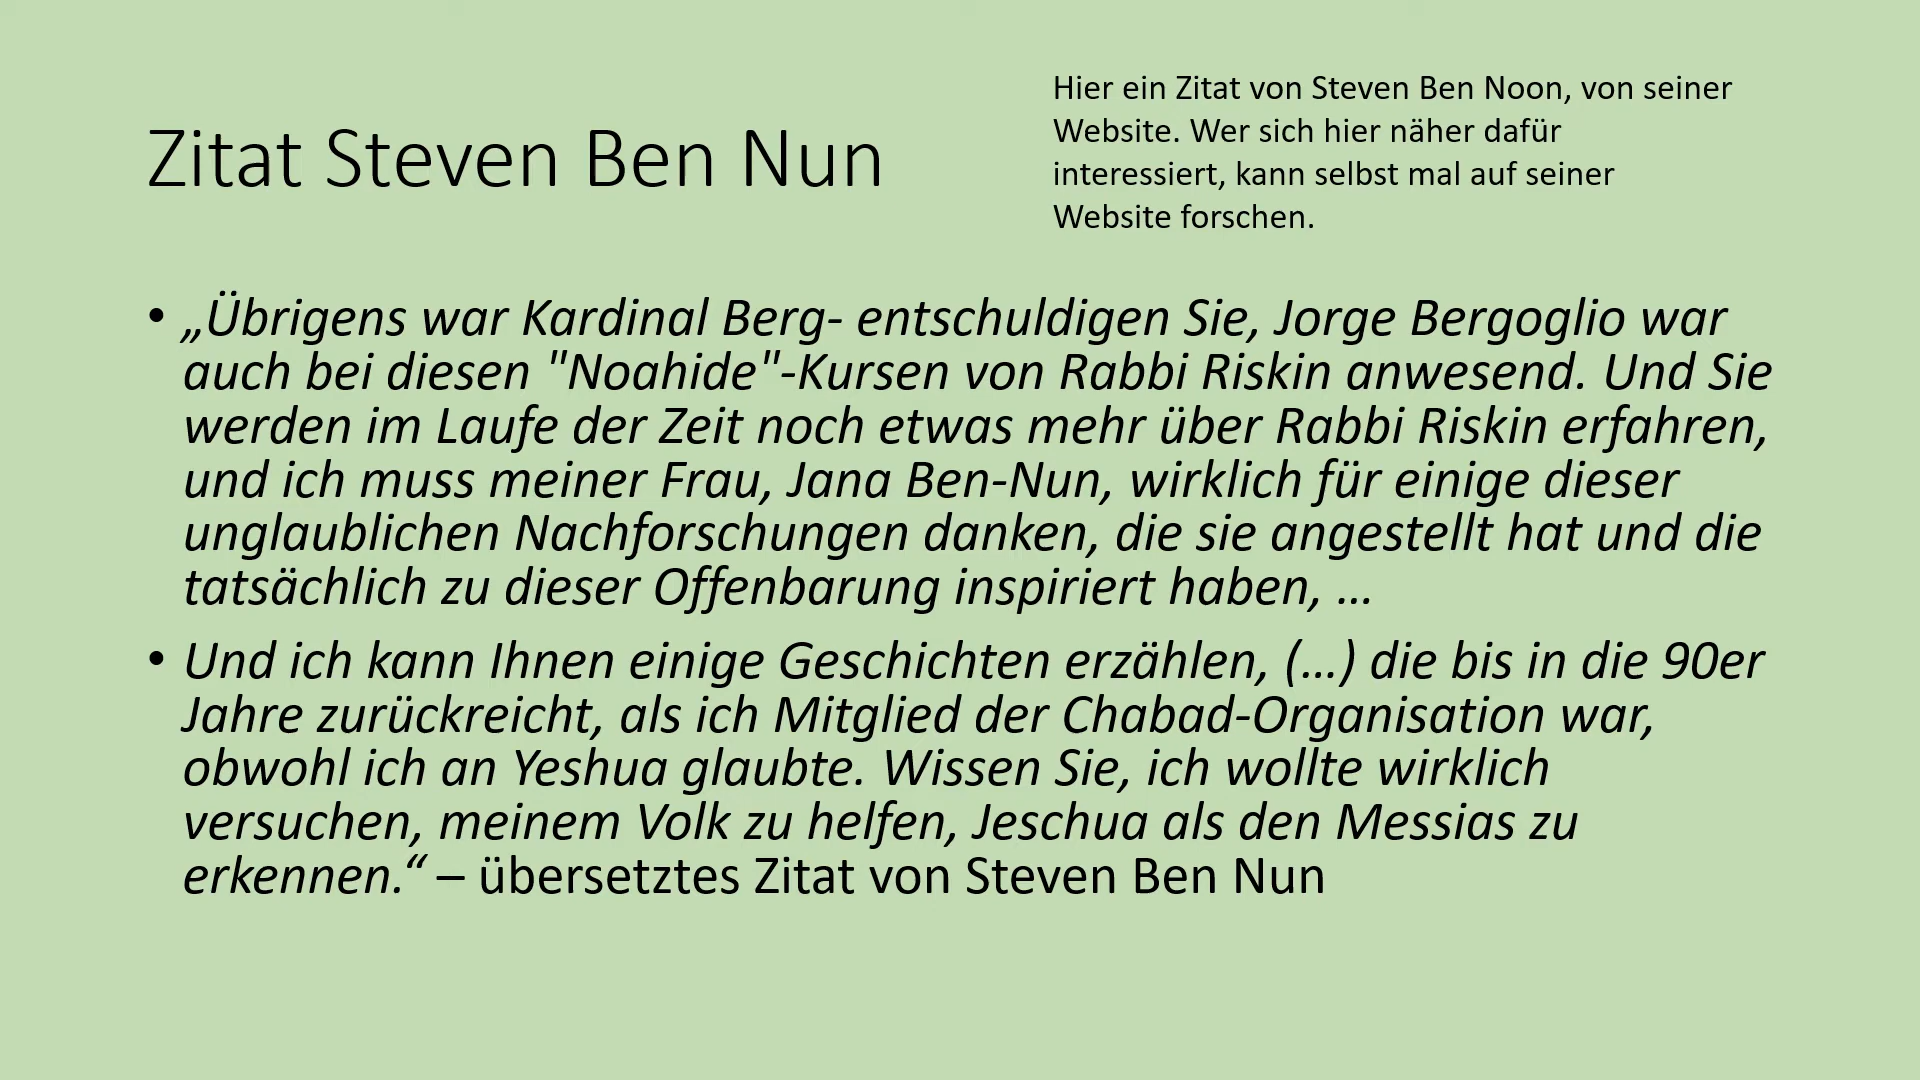 Zitat Steven Ben Nun
Hier ein Zitat von Steven Ben Noon, von seiner
Website. Wer sich hier näher dafür
interessiert, kann selbst mal auf seiner
Website forschen.
• „Übrigens war Kardinal Berg- entschuldigen Sie, Jorge Bergoglio war
auch bei diesen "Noahide"-Kursen von Rabbi Riskin anwesend. Und Sie
werden im Laufe der Zeit noch etwas mehr über Rabbi Riskin erfahren,
und ich muss meiner Frau, Jana Ben-Nun, wirklich für einige dieser
unglaublichen Nachforschungen danken, die sie angestellt hat und die
tatsächlich zu dieser Offenbarung inspiriert haben, …
• Und ich kann Ihnen einige Geschichten erzählen, (…) die bis in die 90er
Jahre zurückreicht, als ich Mitglied der Chabad-Organisation war,
obwohl ich an Yeshua glaubte. Wissen Sie, ich wollte wirklich
versuchen, meinem Volk zu helfen, Jeschua als den Messias zu
erkennen.“ – übersetztes Zitat von Steven Ben Nun